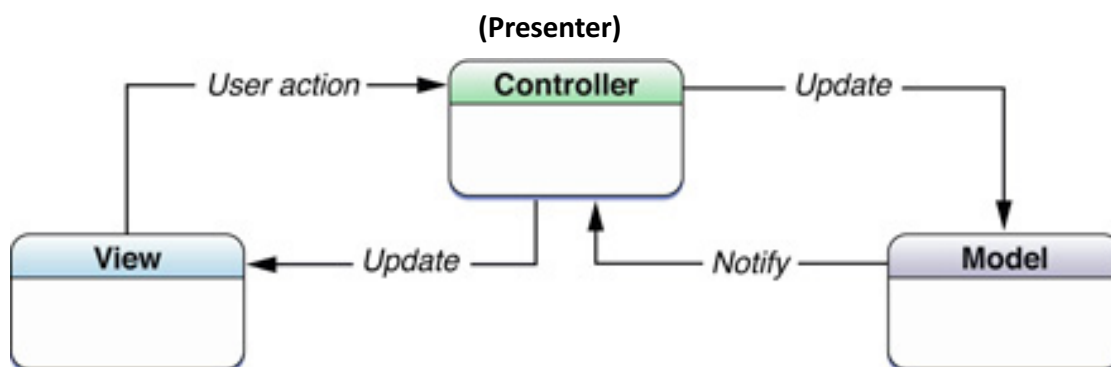 (Presenter)
User action
Controller
Update
View
Update
Notify
Model